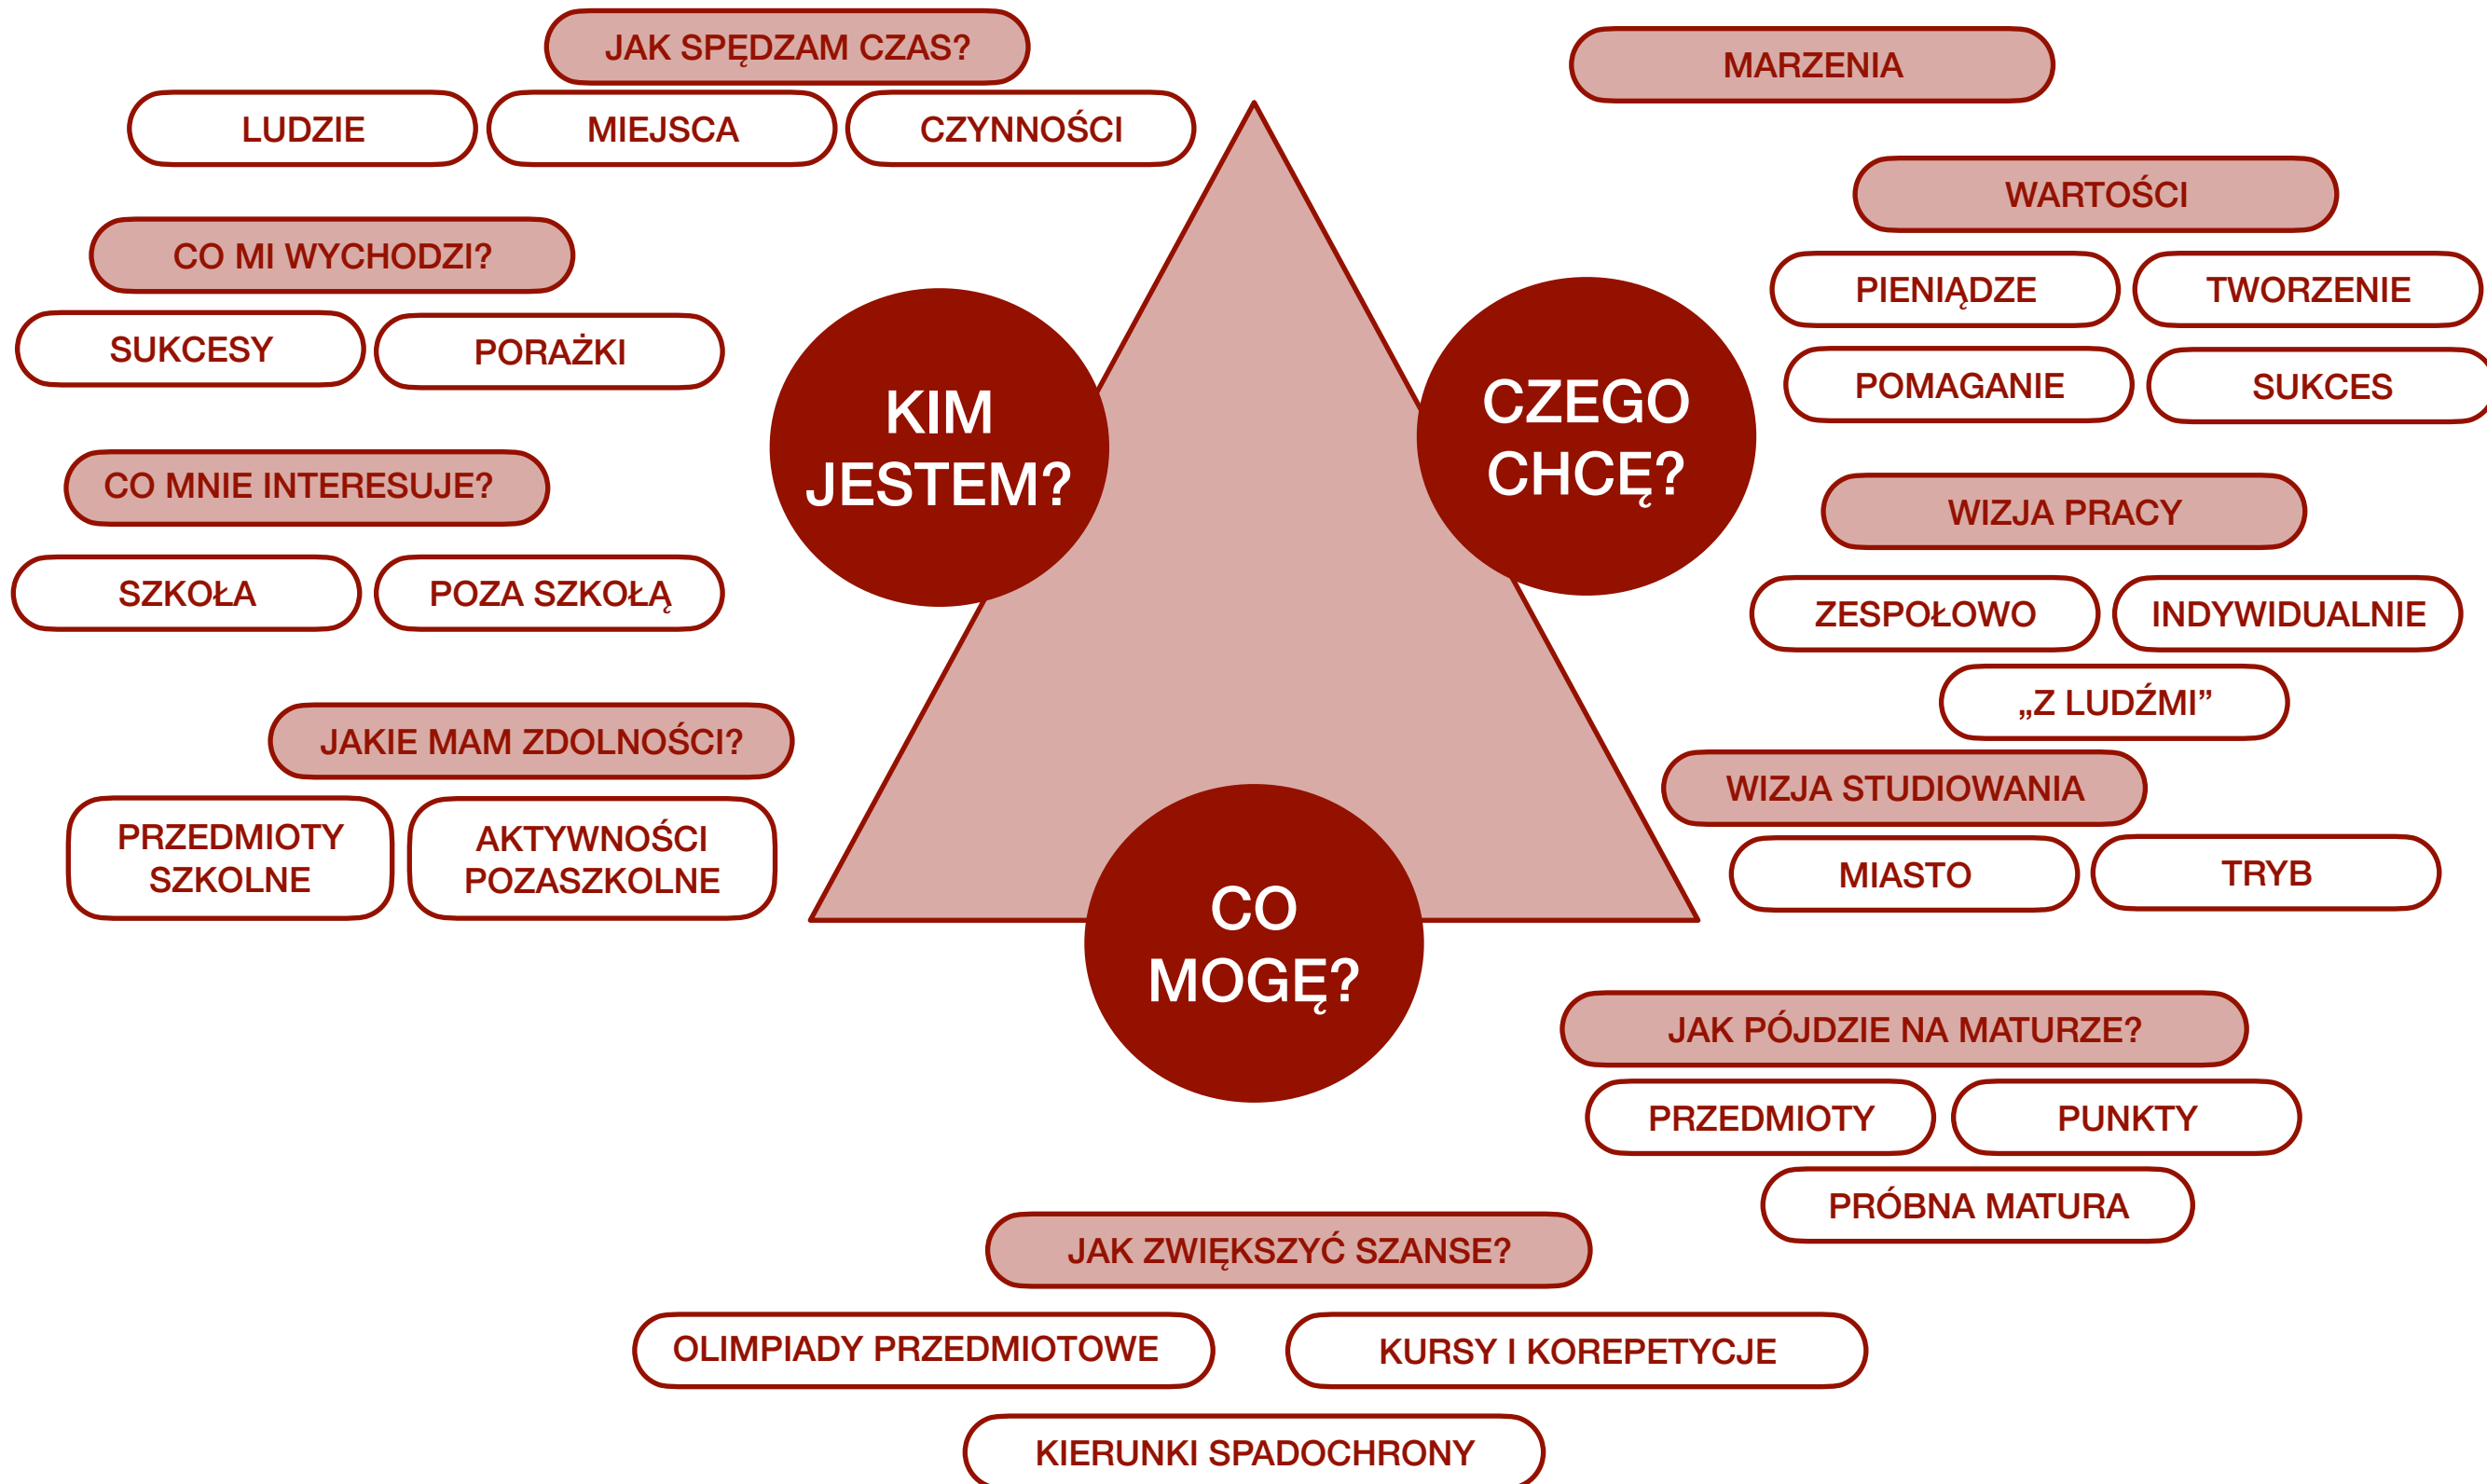 JAK SPĘDZAM CZAS?
LUDZIE
MIEJSCA
CZYNNOŚCI
CO MI WYCHODZI?
SUKCESY
PORAŻKI
CO MNIE INTERESUJE?
SZKOŁA
POZA SZKOŁĄ
JAKIE MAM ZDOLNOŚCI?
PRZEDMIOTY
SZKOLNE
AKTYWNOŚCI
POZASZKOLNE
KIM
JESTEM?
CZEGO
CHCĘ?
CO
MOGĘ?
MARZENIA
WARTOŚCI
PIENIĄDZE
TWORZENIE
POMAGANIE
SUKCES
WIZJA PRACY
ZESPOŁOWO
INDYWIDUALNIE
„Z LUDŹMI”
WIZJA STUDIOWANIA
MIASTO
TRYB
JAK PÓJDZIE NA MATURZE?
PRZEDMIOTY
PUNKTY
PRÓBNA MATURA
JAK ZWIĘKSZYĆ SZANSE?
OLIMPIADY PRZEDMIOTOWE
KURSY I KOREPETYCJE
KIERUNKI SPADOCHRONY